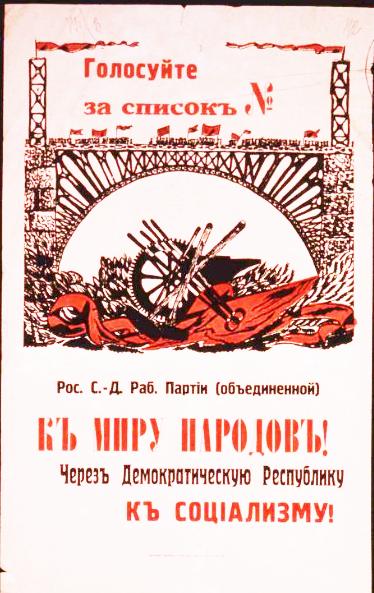 Голосуйте
за списокъ №
Рос. С.-Д. Раб. Партіи (объединенной)
КЪ МИРУ НАРОДОВЪ!
Черезъ Демократическую Республику
КЪ СОЦІАЛИЗМУ!